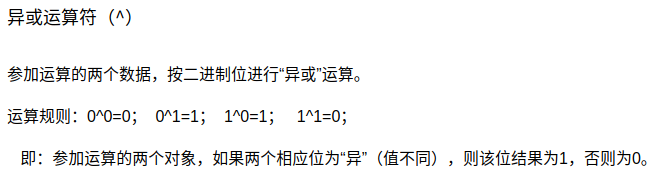 异或运算符（^）
参加运算的两个数据，按二进制位进行“异或”运算。
运算规则：0^0=0； 0^1=1； 1^0=1； 1^1=0；
即：参加运算的两个对象，如果两个相应位为“异”（值不同），则该位结果为1，否则为0。